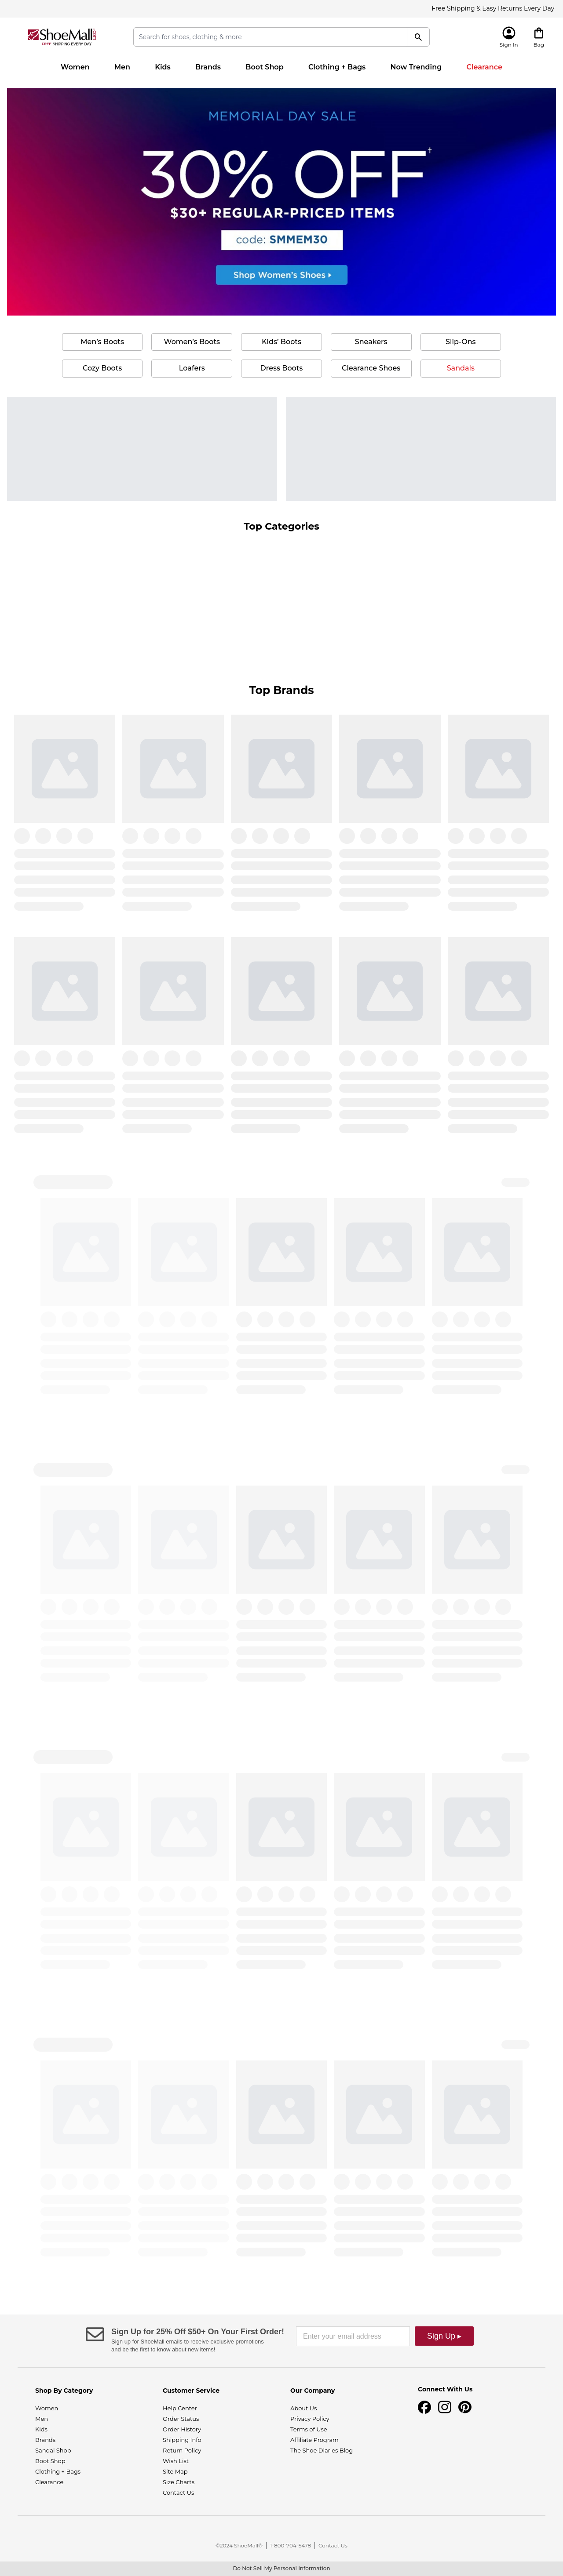 Free Shipping & Easy Returns Every Day
ShoeMall
FREE SHIPPING EVERY DAY
Search for shoes, clothing & more
Sign In
Bag
Women Men Kids Brands Boot Shop Clothing + Bags Now Trending Clearance
MEMORIAL DAY SALE
30% OFF†
$30+ REGULAR-PRICED ITEMS
code: SMMEM30
Shop Women's Shoes ▸
Men's Boots Women's Boots Kids' Boots Sneakers Slip-Ons
Cozy Boots Loafers Dress Boots Clearance Shoes Sandals
Top Categories
Top Brands
Sign Up for 25% Off $50+ On Your First Order!
Sign up for ShoeMall emails to receive exclusive promotions
and be the first to know about new items!
Enter your email address
Sign Up ▸
Shop By Category
Women
Men
Kids
Brands
Sandal Shop
Boot Shop
Clothing + Bags
Clearance
Customer Service
Help Center
Order Status
Order History
Shipping Info
Return Policy
Wish List
Site Map
Size Charts
Contact Us
Our Company
About Us
Privacy Policy
Terms of Use
Affiliate Program
The Shoe Diaries Blog
Connect With Us
©2024 ShoeMall® | 1-800-704-5478 | Contact Us
Do Not Sell My Personal Information